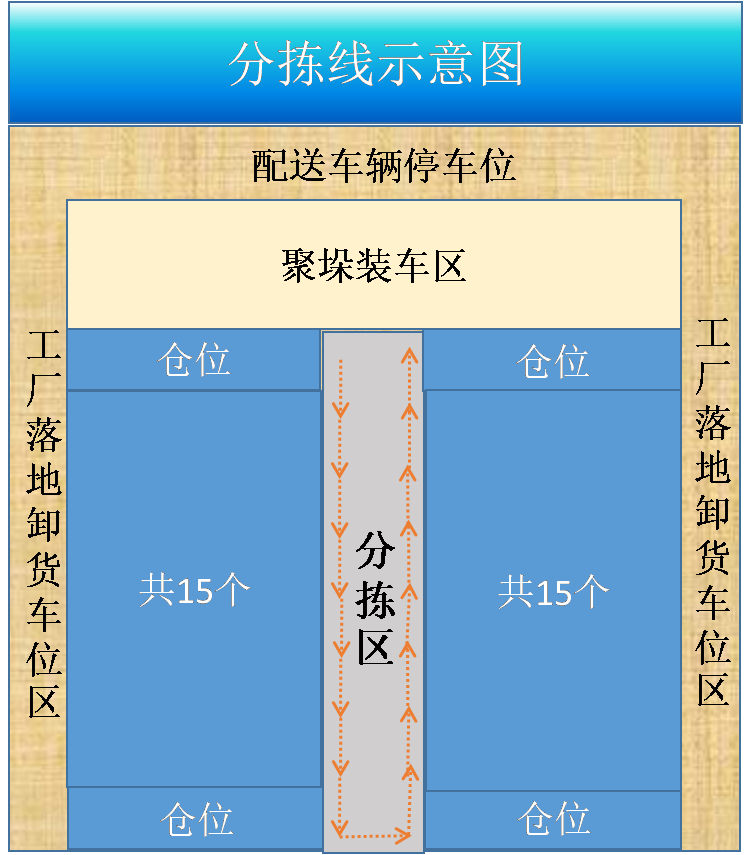 分拣线示意图
配送车辆停车位
聚垛装车区
工厂落地卸货车位区
仓位
共15个
仓位
分拣区
仓位
共15个
仓位
工厂落地卸货车位区